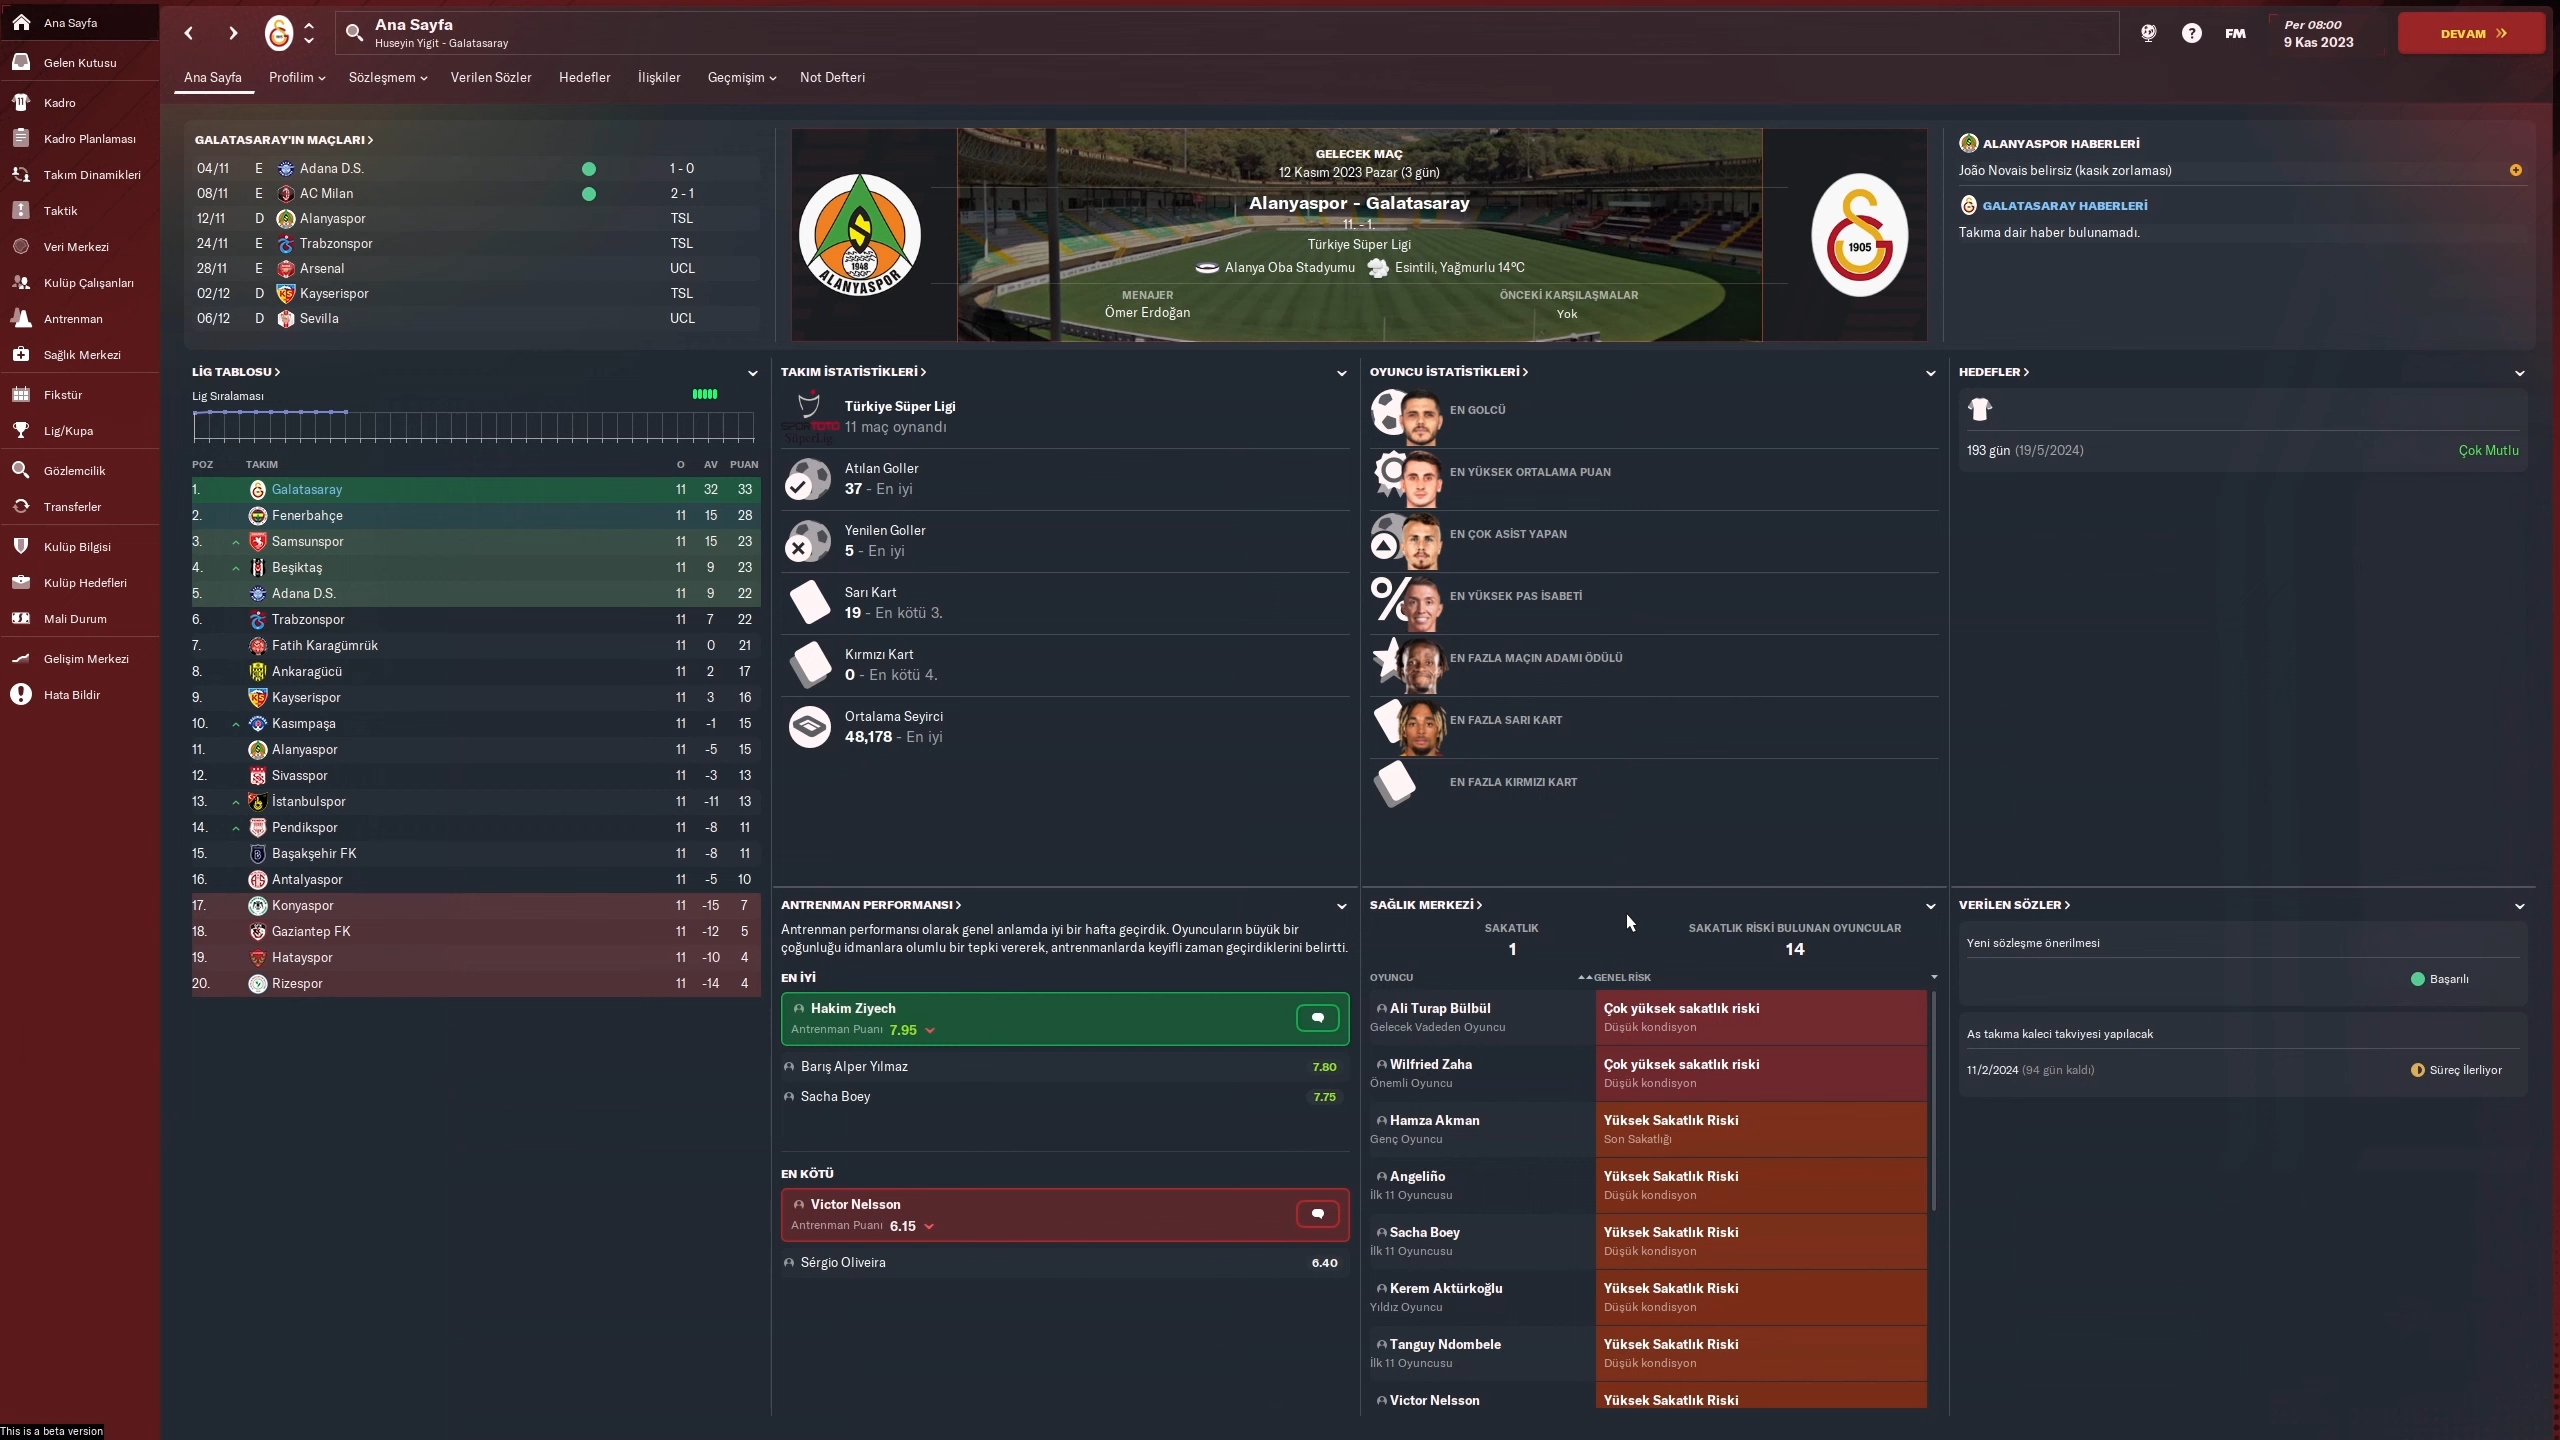 Ana Sayfa
Gelen Kutusu
Kadro
Kadro Planlaması
Takım Dinamikleri
Taktik
Veri Merkezi
Kulüp Çalışanları
Antrenman
Sağlık Merkezi
Fikstür
Lig/Kupa
Gözlemcilik
Transferler
Kulüp Bilgisi
Kulüp Hedefleri
Mali Durum
Gelişim Merkezi
Hata Bildir
This is a beta version
Ana Sayfa
Huseyin Yigit - Galatasaray
FM
Per 08:00
9 Kas 2023
DEVAM
Ana Sayfa Profilim Sözleşmem Verilen Sözler Hedefler İlişkiler Geçmişim Not Defteri
GALATASARAY'IN MAÇLARI
04/11 E Adana D.S. 1 - 0
08/11 E AC Milan 2 - 1
12/11 D Alanyaspor TSL
24/11 E Trabzonspor TSL
28/11 E Arsenal UCL
02/12 D Kayserispor TSL
06/12 D Sevilla UCL
1948
ALANYASPOR
GELECEK MAÇ
12 Kasım 2023 Pazar (3 gün)
Alanyaspor - Galatasaray
11. - 1.
Türkiye Süper Ligi
Alanya Oba Stadyumu Esintili, Yağmurlu 14°C
MENAJER ÖNCEKİ KARŞILAŞMALAR
Ömer Erdoğan Yok
1905
ALANYASPOR HABERLERİ
João Novais belirsiz (kasık zorlaması)
GALATASARAY HABERLERİ
Takıma dair haber bulunamadı.
LİG TABLOSU
Lig Sıralaması
POZ TAKIM O AV PUAN
1. Galatasaray 11 32 33
2. Fenerbahçe 11 15 28
3. Samsunspor 11 15 23
4. Beşiktaş 11 9 23
5. Adana D.S. 11 9 22
6. Trabzonspor 11 7 22
7. Fatih Karagümrük 11 0 21
8. Ankaragücü 11 2 17
9. Kayserispor 11 3 16
10. Kasımpaşa 11 -1 15
11. Alanyaspor 11 -5 15
12. Sivasspor 11 -3 13
13. İstanbulspor 11 -11 13
14. Pendikspor 11 -8 11
15. Başakşehir FK 11 -8 11
16. Antalyaspor 11 -5 10
17. Konyaspor 11 -15 7
18. Gaziantep FK 11 -12 5
19. Hatayspor 11 -10 4
20. Rizespor 11 -14 4
TAKIM İSTATİSTİKLERİ
SPOR TOTO
SüperLig
Türkiye Süper Ligi
11 maç oynandı
Atılan Goller
37 - En iyi
Yenilen Goller
5 - En iyi
Sarı Kart
19 - En kötü 3.
Kırmızı Kart
0 - En kötü 4.
Ortalama Seyirci
48,178 - En iyi
OYUNCU İSTATİSTİKLERİ
EN GOLCÜ
EN YÜKSEK ORTALAMA PUAN
EN ÇOK ASİST YAPAN
%
EN YÜKSEK PAS İSABETİ
EN FAZLA MAÇIN ADAMI ÖDÜLÜ
EN FAZLA SARI KART
EN FAZLA KIRMIZI KART
HEDEFLER
193 gün (19/5/2024) Çok Mutlu
ANTRENMAN PERFORMANSI
Antrenman performansı olarak genel anlamda iyi bir hafta geçirdik. Oyuncuların büyük bir
çoğunluğu idmanlara olumlu bir tepki vererek, antrenmanlarda keyifli zaman geçirdiklerini belirtti.
EN İYİ
Hakim Ziyech
Antrenman Puanı 7.95
Barış Alper Yılmaz 7.80
Sacha Boey 7.75
EN KÖTÜ
Victor Nelsson
Antrenman Puanı 6.15
Sérgio Oliveira 6.40
SAĞLIK MERKEZİ
SAKATLIK SAKATLIK RİSKİ BULUNAN OYUNCULAR
1 14
OYUNCU GENEL RİSK
Ali Turap Bülbül Çok yüksek sakatlık riski
Gelecek Vadeden Oyuncu Düşük kondisyon
Wilfried Zaha Çok yüksek sakatlık riski
Önemli Oyuncu Düşük kondisyon
Hamza Akman Yüksek Sakatlık Riski
Genç Oyuncu Son Sakatlığı
Angeliño Yüksek Sakatlık Riski
İlk 11 Oyuncusu Düşük kondisyon
Sacha Boey Yüksek Sakatlık Riski
İlk 11 Oyuncusu Düşük kondisyon
Kerem Aktürkoğlu Yüksek Sakatlık Riski
Yıldız Oyuncu Düşük kondisyon
Tanguy Ndombele Yüksek Sakatlık Riski
İlk 11 Oyuncusu Düşük kondisyon
Victor Nelsson Yüksek Sakatlık Riski
VERİLEN SÖZLER
Yeni sözleşme önerilmesi
Başarılı
As takıma kaleci takviyesi yapılacak
11/2/2024 (94 gün kaldı) Süreç İlerliyor